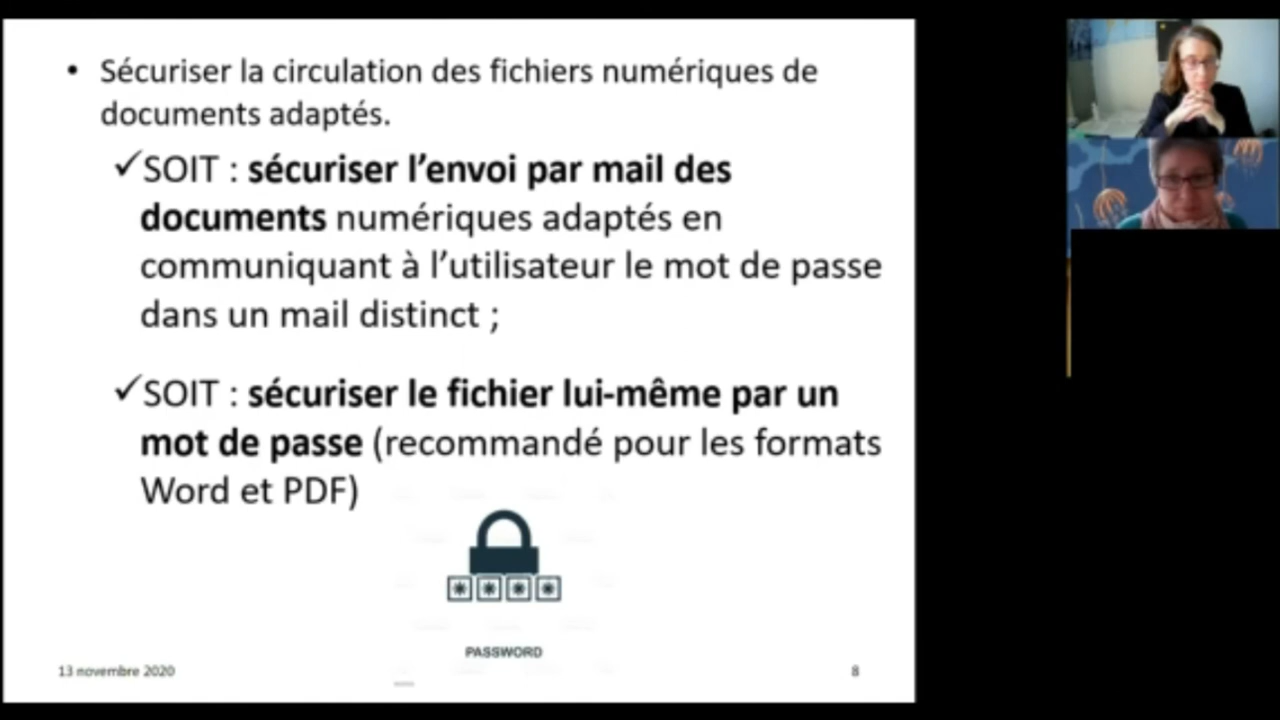 • Sécuriser la circulation des fichiers numériques de
documents adaptés.
✓SOIT : sécuriser l’envoi par mail des
documents numériques adaptés en
communiquant à l’utilisateur le mot de passe
dans un mail distinct ;
✓SOIT : sécuriser le fichier lui-même par un
mot de passe (recommandé pour les formats
Word et PDF)
PASSWORD
13 novembre 2020
8